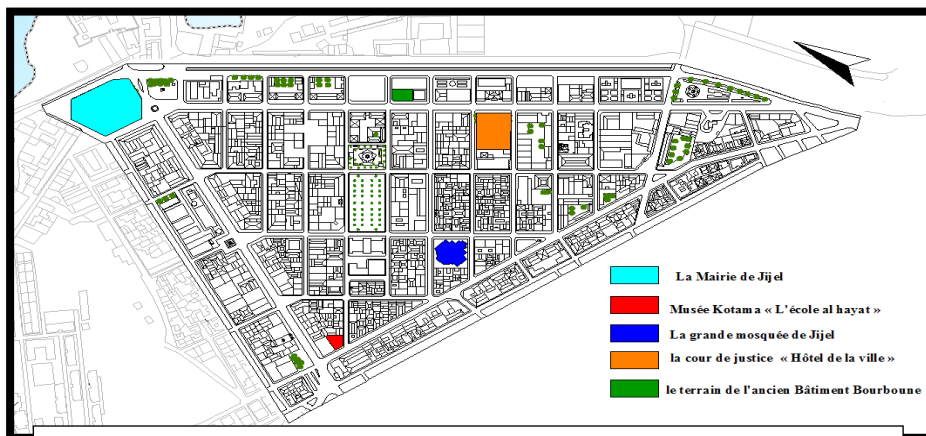 La Mairie de Jijel
Musée Kotama « L'école al hayat »
La grande mosquée de Jijel
la cour de justice « Hôtel de la ville »
le terrain de l'ancien Bâtiment Bourboune